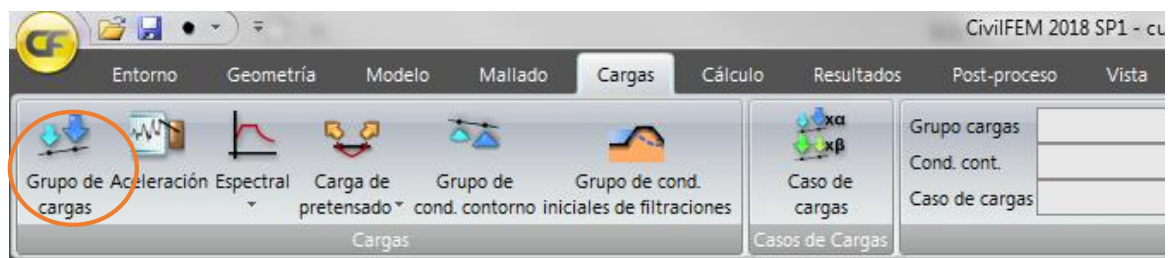 CF
CivilFEM 2018 SP1 - cu
Entorno Geometría Modelo Mallado Cargas Cálculo Resultados Post-proceso Vista
xα
xβ
Grupo de cargas
Aceleración
Espectral
Carga de pretensado
Grupo de cond. contorno
Grupo de cond. iniciales de filtraciones
Caso de cargas
Grupo cargas
Cond. cont.
Caso de cargas
Cargas
Casos de Cargas